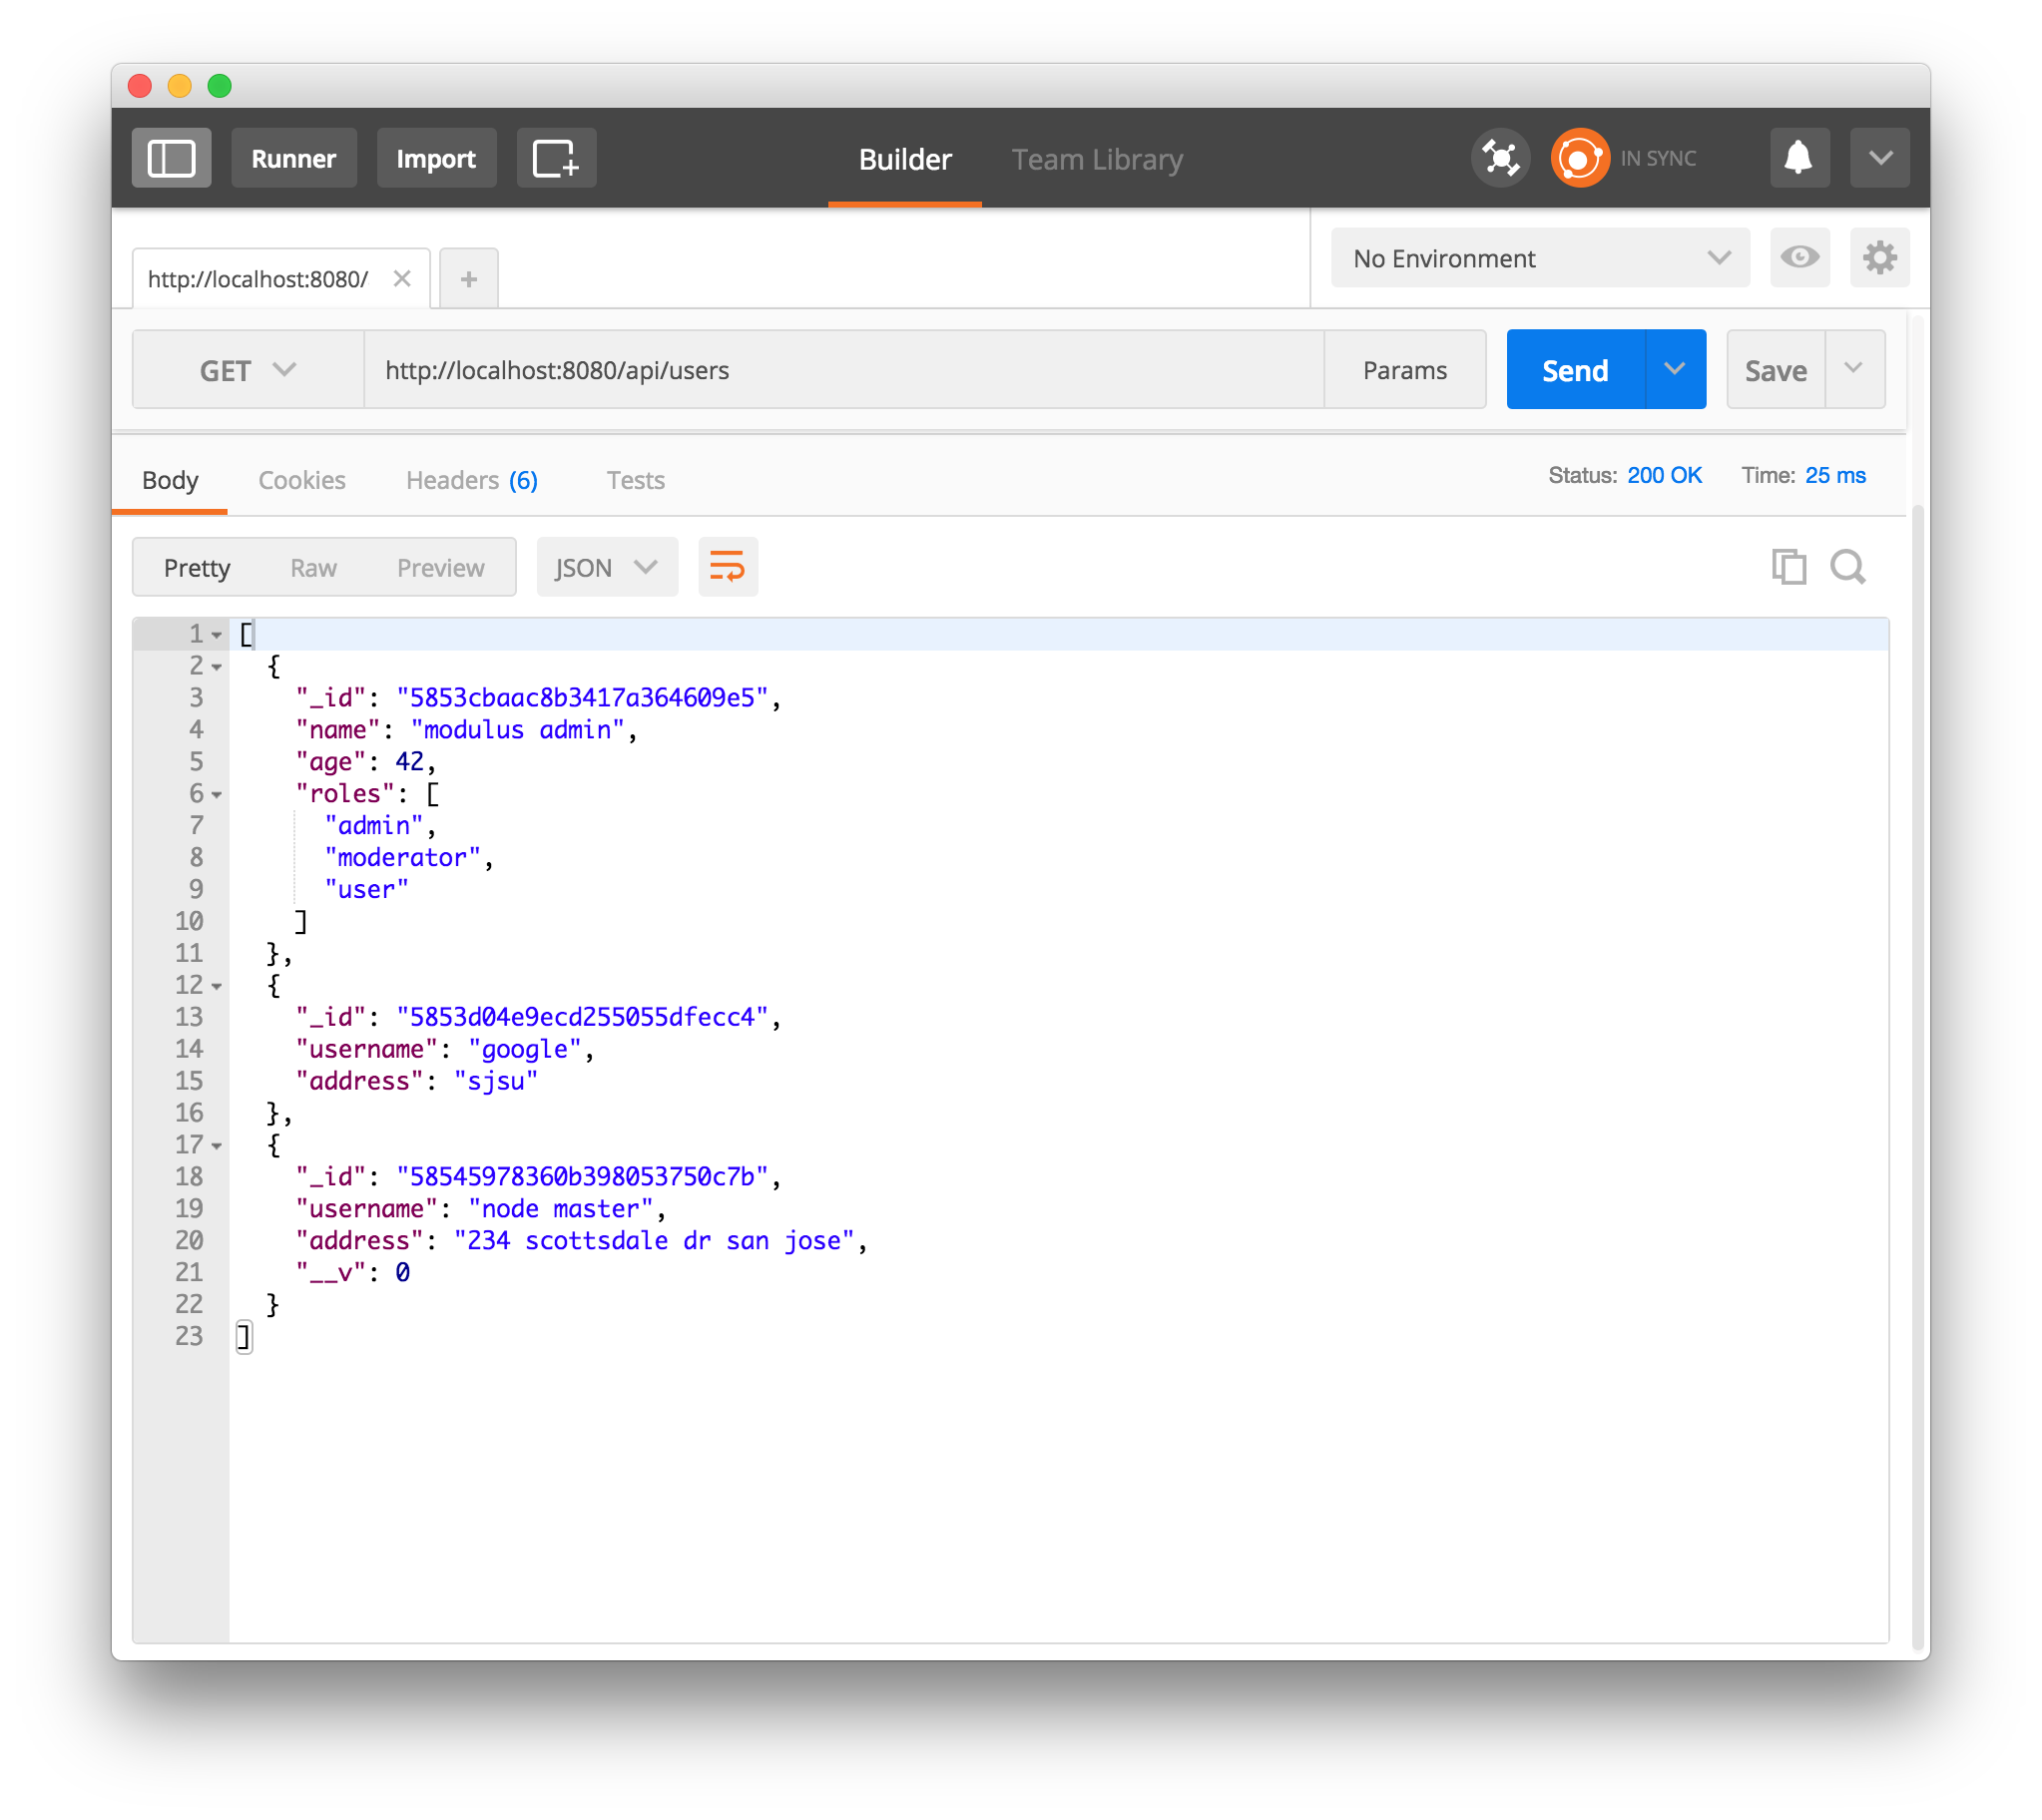 Runner Import Builder Team Library IN SYNC
http://localhost:8080/ No Environment
GET http://localhost:8080/api/users Params Send Save
Body Cookies Headers (6) Tests Status: 200 OK Time: 25 ms
Pretty Raw Preview JSON
1 [
2 {
3 "_id": "5853cbaac8b3417a364609e5",
4 "name": "modulus admin",
5 "age": 42,
6 "roles": [
7 "admin",
8 "moderator",
9 "user"
10 ]
11 },
12 {
13 "_id": "5853d04e9ecd255055dfecc4",
14 "username": "google",
15 "address": "sjsu"
16 },
17 {
18 "_id": "58545978360b398053750c7b",
19 "username": "node master",
20 "address": "234 scottsdale dr san jose",
21 "__v": 0
22 }
23 ]